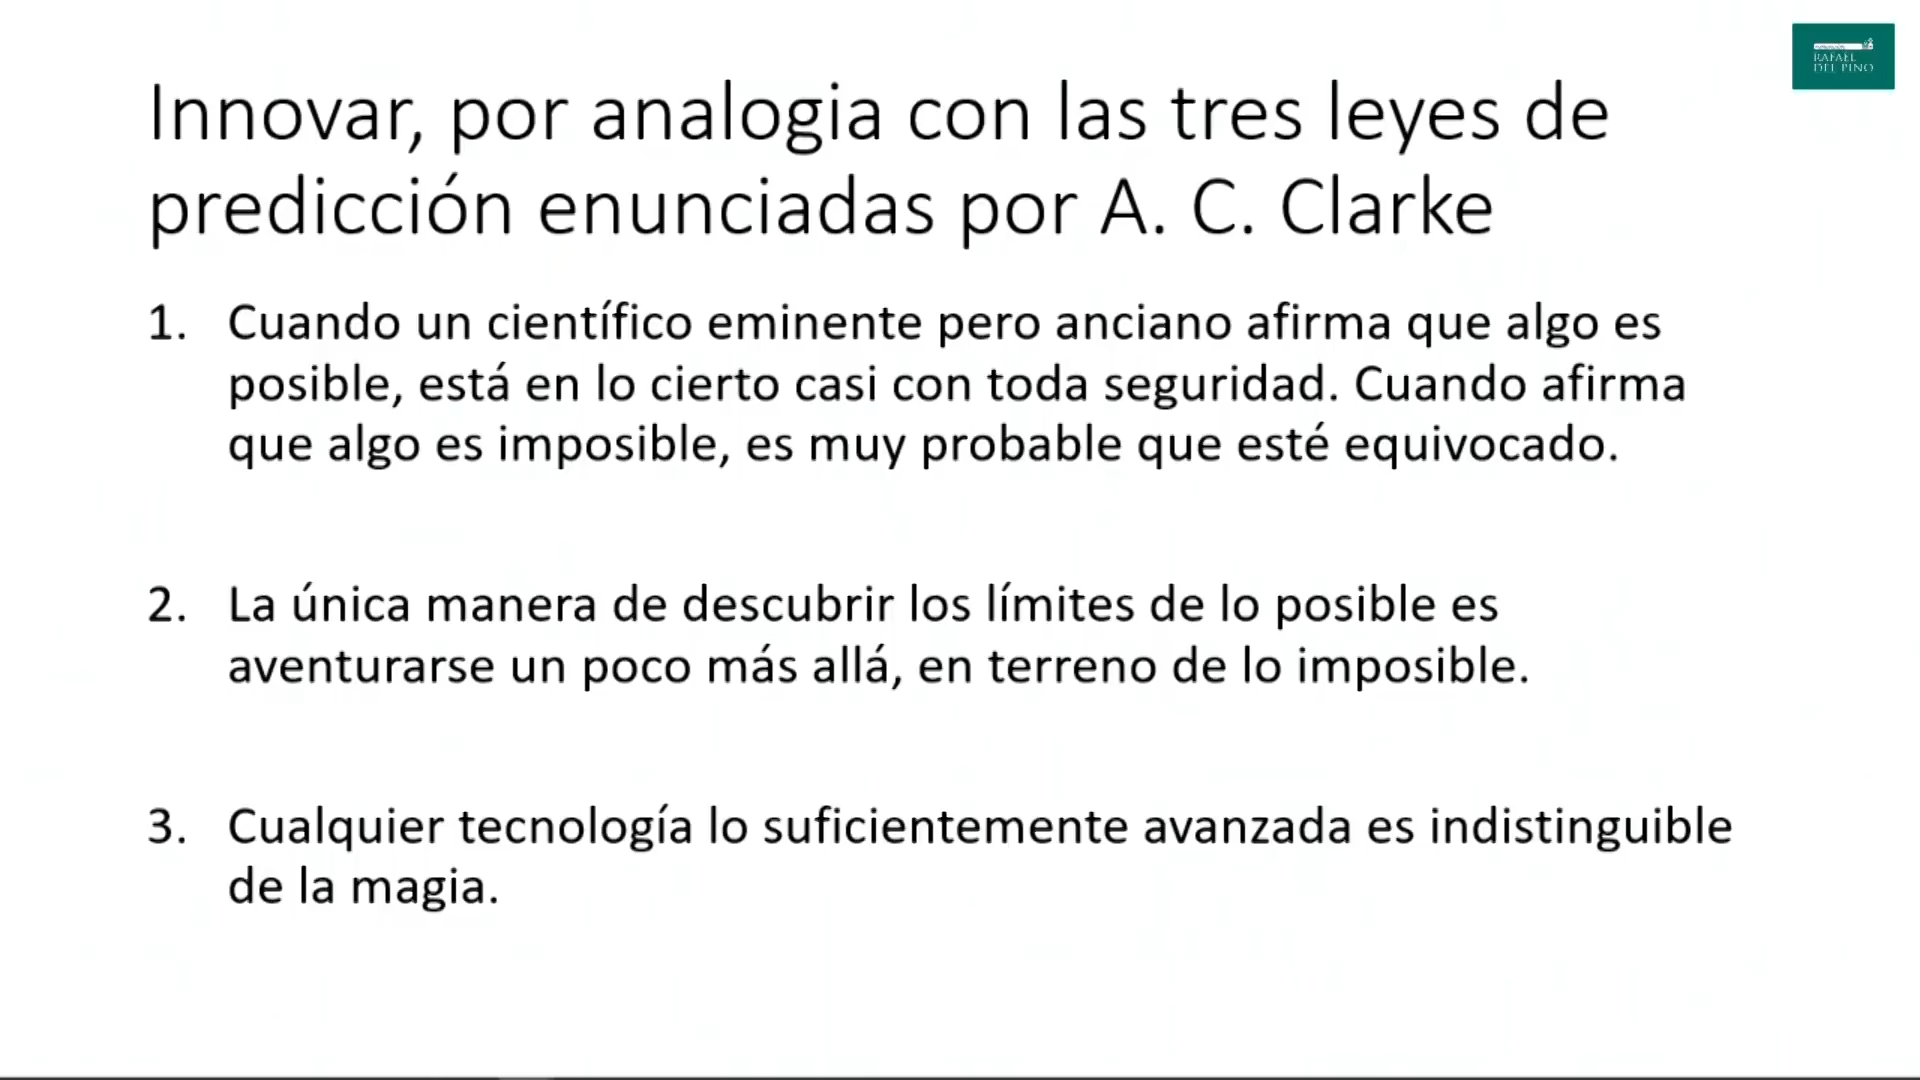 RAFAEL
DEL PINO
Innovar, por analogia con las tres leyes de
predicción enunciadas por A. C. Clarke
1. Cuando un científico eminente pero anciano afirma que algo es
posible, está en lo cierto casi con toda seguridad. Cuando afirma
que algo es imposible, es muy probable que esté equivocado.
2. La única manera de descubrir los límites de lo posible es
aventurarse un poco más allá, en terreno de lo imposible.
3. Cualquier tecnología lo suficientemente avanzada es indistinguible
de la magia.